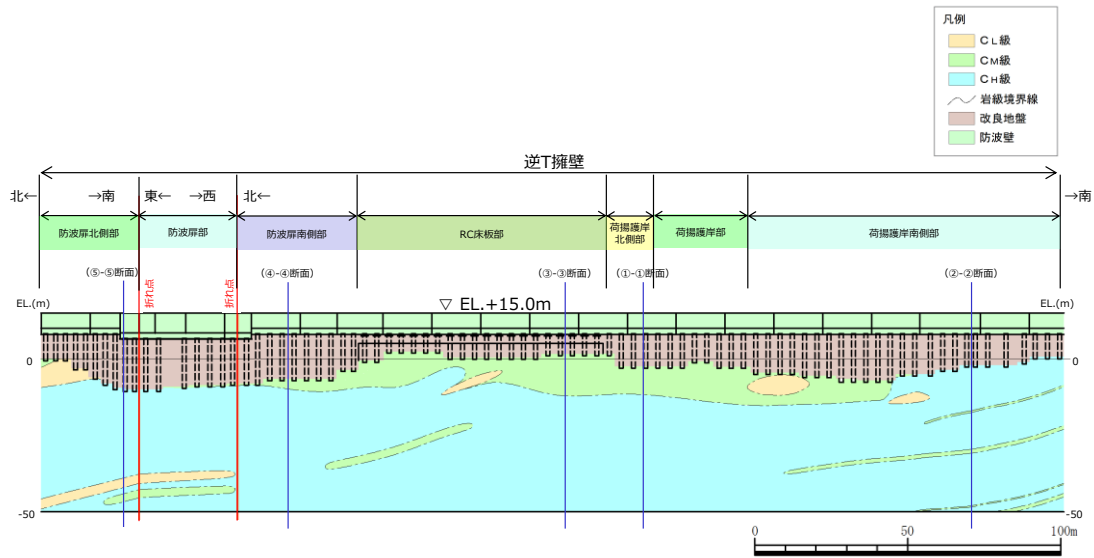 凡例
CL級
CM級
CH級
岩級境界線
改良地盤
防波壁
逆T擁壁
北← →南 東← →西 北← →南
防波扉北側部 防波扉部 防波扉南側部 RC床板部 荷揚護岸
北側部 荷揚護岸部 荷揚護岸南側部
(⑤-⑤断面) 折れ点 折れ点 (④-④断面) (③-③断面) (①-①断面) (②-②断面)
EL.(m) ▽ EL.+15.0m EL.(m)
0 0
-50 -50
0 50 100m